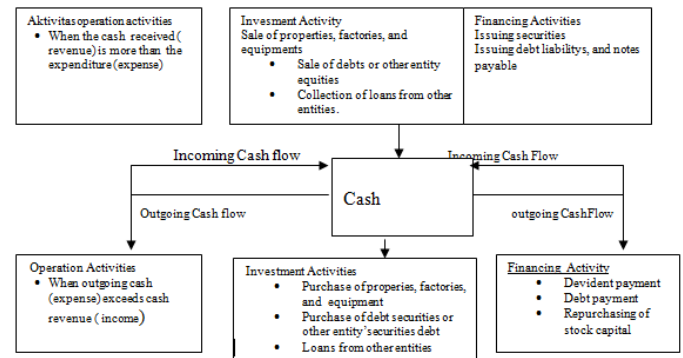 Aktivitas operation activities
• When the cash received (
revenue) is more than the
expenditure (expense)
Invesment Activity
Sale of properties, factories, and
equipments
• Sale of debts or other entity
equities
• Collection of loans from other
entities.
Financing Activities
Issuing securities
Issuing debt liabilitys, and notes
payable
Incoming Cash flow
Incoming Cash Flow
Cash
Outgoing Cash flow
outgoing CashFlow
Operation Activities
• When outgoing cash
(expense) exceeds cash
revenue ( income)
Investment Activities
• Purchase of properies, factories,
and equipment
• Purchase of debt securities or
other entity'securities debt
• Loans from other entities
Financing Activity
• Devident payment
• Debt payment
• Repurchasing of
stock capital